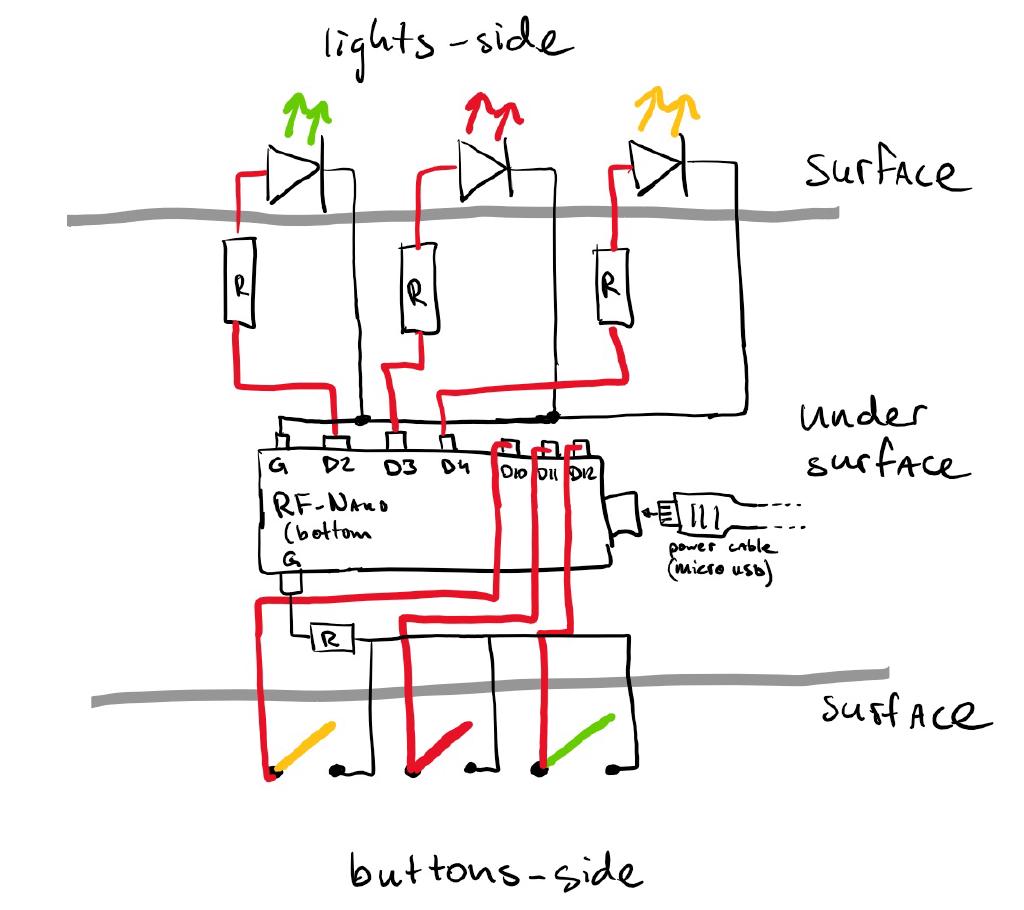 lights-side
surface
R
R
R
under
surface
G D2 D3 D4 D10 D11 D12
RF-Nano
(bottom
G
power cable
(micro usb)
R
surface
buttons-side